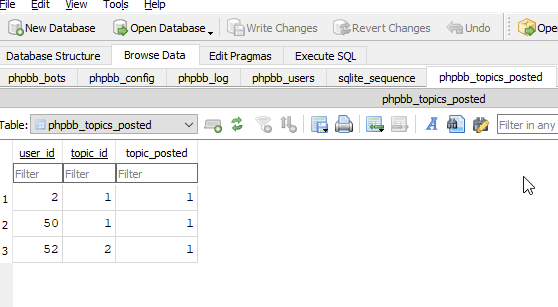 File Edit View Tools Help
New Database Open Database Write Changes Revert Changes Undo Open
Database Structure Browse Data Edit Pragmas Execute SQL
phpbb_bots phpbb_config phpbb_log phpbb_users sqlite_sequence phpbb_topics_posted
phpbb_topics_posted
Table: phpbb_topics_posted Filter in any
user_id topic_id topic_posted
Filter Filter Filter
1 2 1 1
2 50 1 1
3 52 2 1